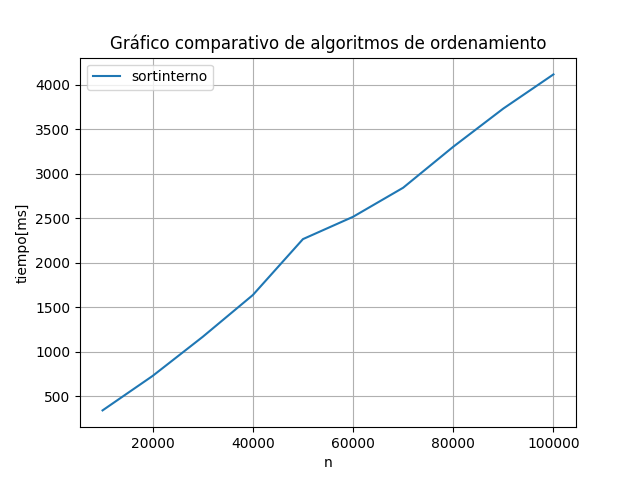 Gráfico comparativo de algoritmos de ordenamiento
sortinterno
4000
3500
3000
2500
2000
1500
1000
500
tiempo[ms]
20000 40000 60000 80000 100000
n